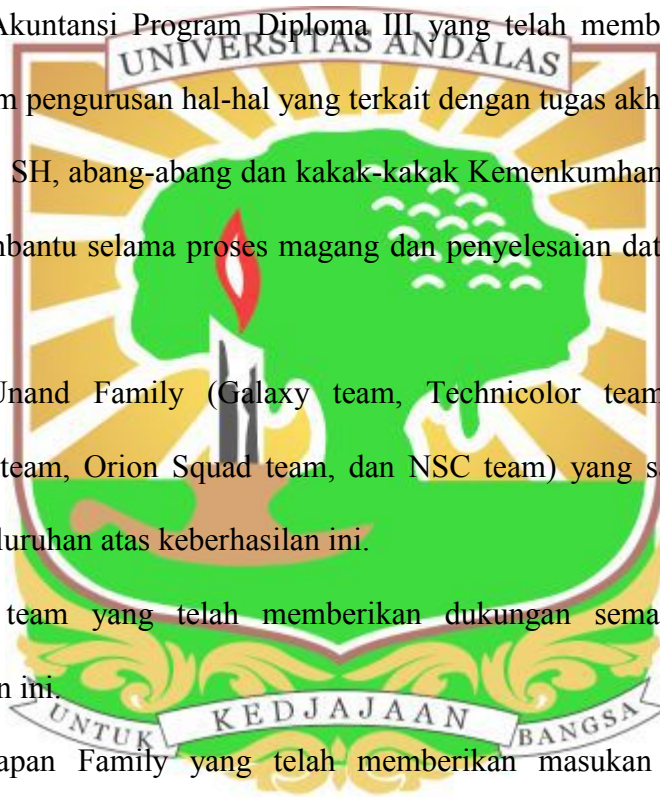 Akuntansi Program Diploma III yang telah memb
UNIVERSITAS ANDALAS
m pengurusan hal-hal yang terkait dengan tugas akh
SH, abang-abang dan kakak-kakak Kemenkumhan
mbantu selama proses magang dan penyelesaian dat
Unand Family (Galaxy team, Technicolor team
team, Orion Squad team, dan NSC team) yang sa
luruhan atas keberhasilan ini.
team yang telah memberikan dukungan sema
n ini.
UNTUK KEDJAJAAN BANGSA
apan Family yang telah memberikan masukan